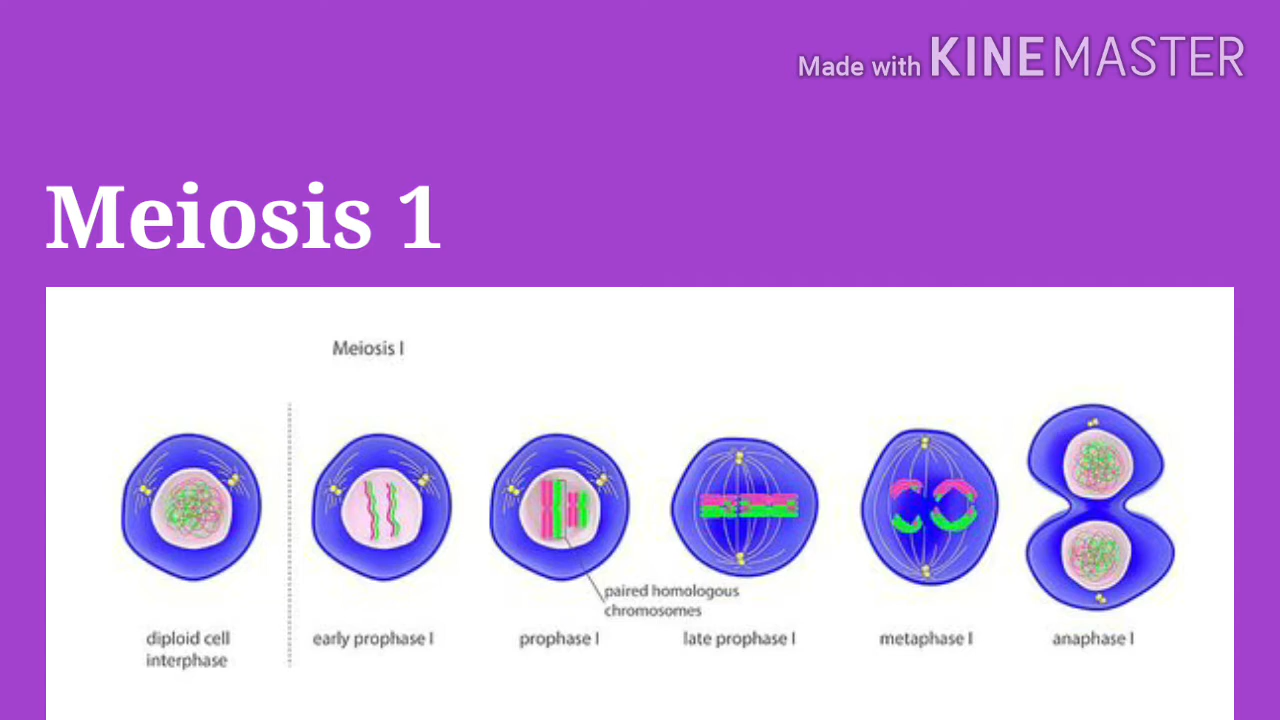 Made with KINEMASTER
Meiosis 1
Meiosis I
paired homologous
chromosomes
diploid cell
interphase
early prophase I
prophase I
late prophase I
metaphase I
anaphase I